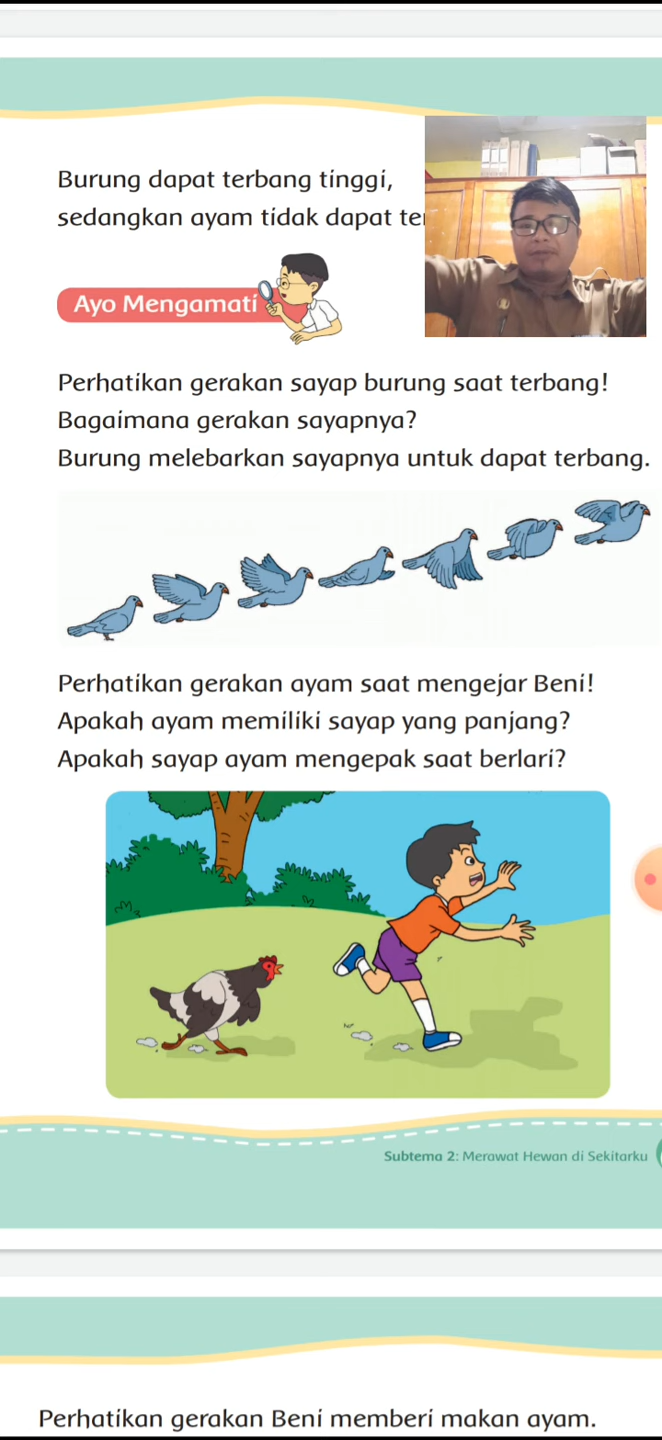 Burung dapat terbang tinggi,
sedangkan ayam tidak dapat
Ayo Mengamati
Perhatikan gerakan sayap burung saat terbang!
Bagaimana gerakan sayapnya?
Burung melebarkan sayapnya untuk dapat terbang.
Perhatikan gerakan ayam saat mengejar Beni!
Apakah ayam memiliki sayap yang panjang?
Apakah sayap ayam mengepak saat berlari?
Subtema 2: Merawat Hewan di Sekitarku
Perhatikan gerakan Beni memberi makan ayam.